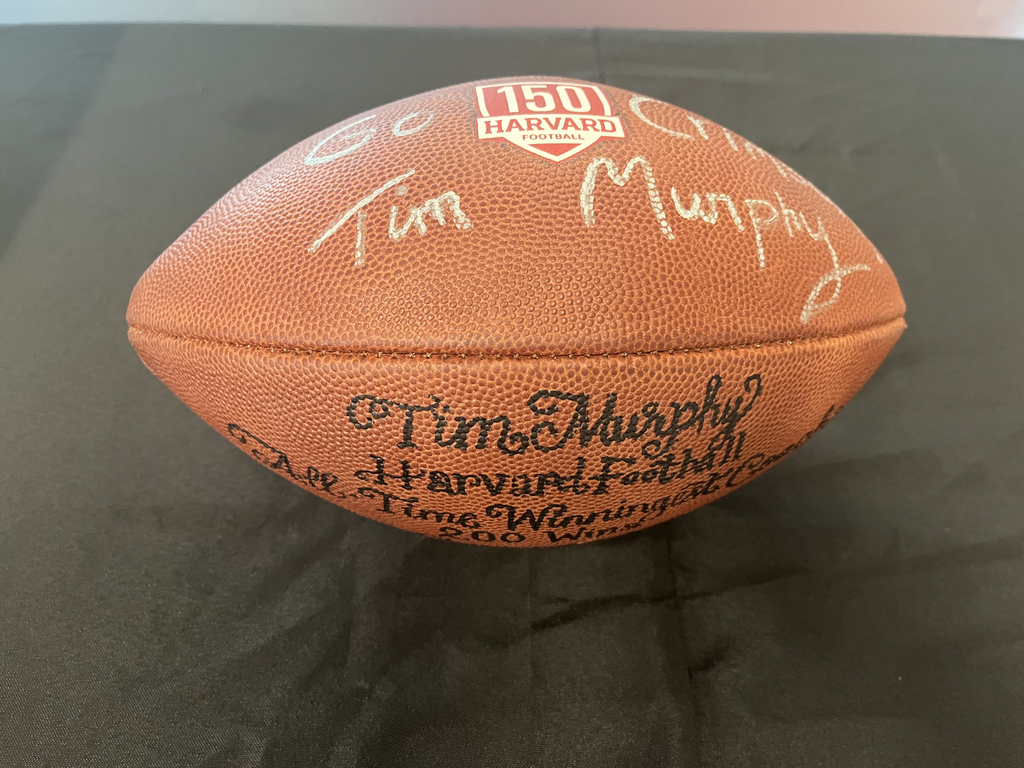 150
HARVARD
FOOTBALL
Go
Tim Murphy
Tim Murphy
Harvard Football
All Time Winningest Coach
200 Wins